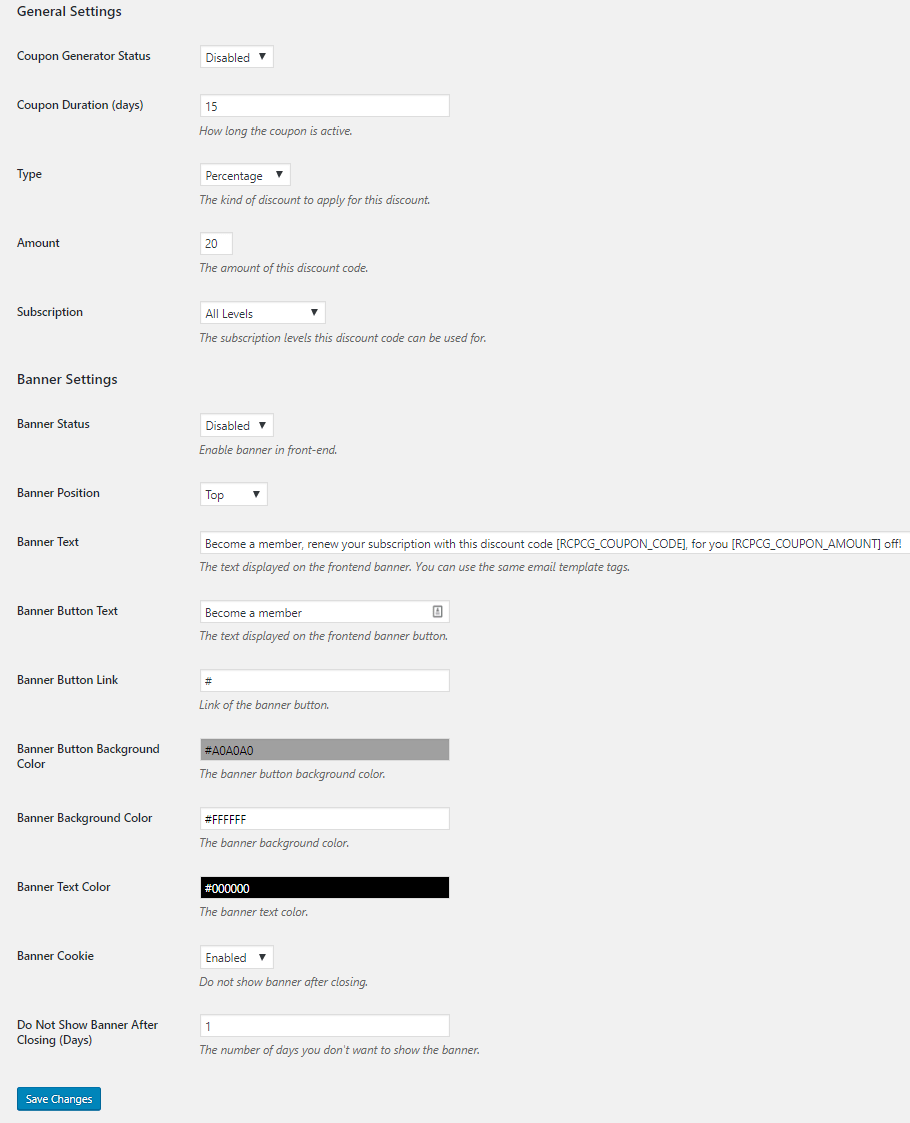 General Settings
Coupon Generator Status
Disabled
Coupon Duration (days)
15
How long the coupon is active.
Type
Percentage
The kind of discount to apply for this discount.
Amount
20
The amount of this discount code.
Subscription
All Levels
The subscription levels this discount code can be used for.
Banner Settings
Banner Status
Disabled
Enable banner in front-end.
Banner Position
Top
Banner Text
Become a member, renew your subscription with this discount code [RCPCG_COUPON_CODE], for you [RCPCG_COUPON_AMOUNT] off!
The text displayed on the frontend banner. You can use the same email template tags.
Banner Button Text
Become a member
The text displayed on the frontend banner button.
Banner Button Link
#
Link of the banner button.
Banner Button Background
Color
#A0A0A0
The banner button background color.
Banner Background Color
#FFFFFF
The banner background color.
Banner Text Color
#000000
The banner text color.
Banner Cookie
Enabled
Do not show banner after closing.
Do Not Show Banner After
Closing (Days)
1
The number of days you don't want to show the banner.
Save Changes